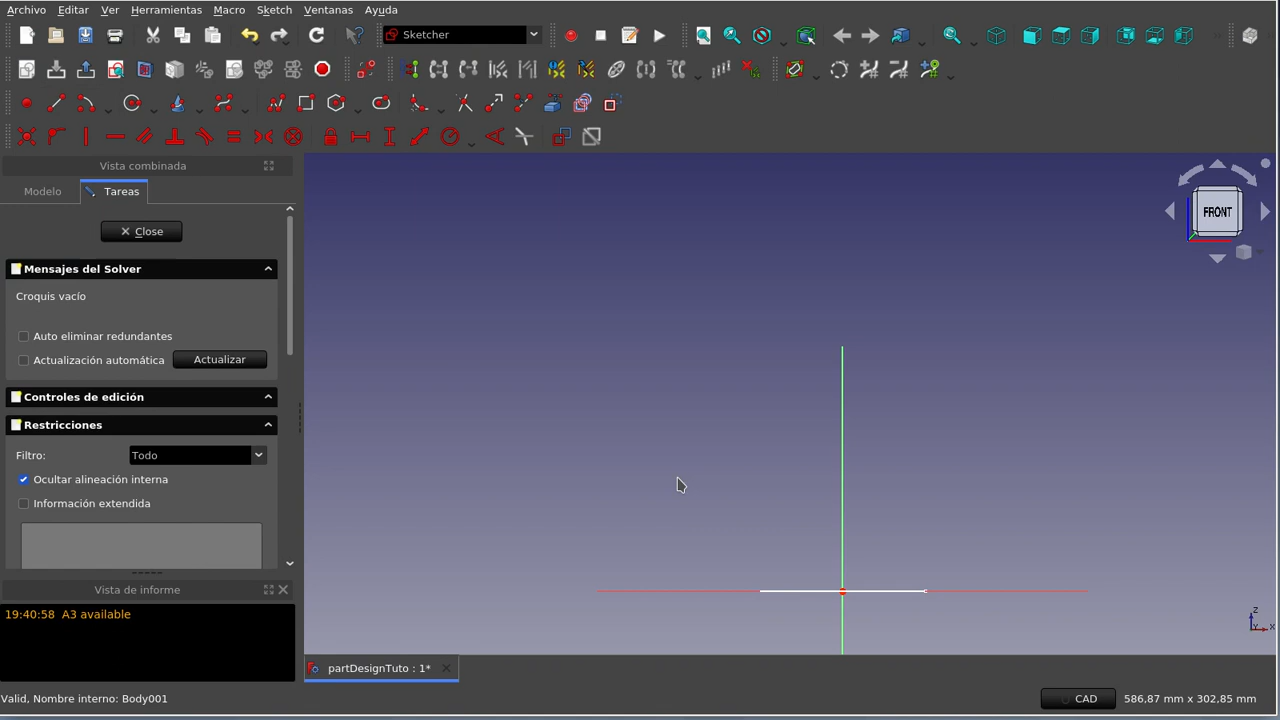 Archivo Editar Ver Herramientas Macro Sketch Ventanas Ayuda
Sketcher
Vista combinada
Modelo Tareas
Close
Mensajes del Solver
Croquis vacío
Auto eliminar redundantes
Actualización automática Actualizar
Controles de edición
Restricciones
Filtro: Todo
Ocultar alineación interna
Información extendida
Vista de informe
19:40:58 A3 available
FRONT
z
x
partDesignTuto : 1*
Valid, Nombre interno: Body001
CAD 586,87 mm x 302,85 mm